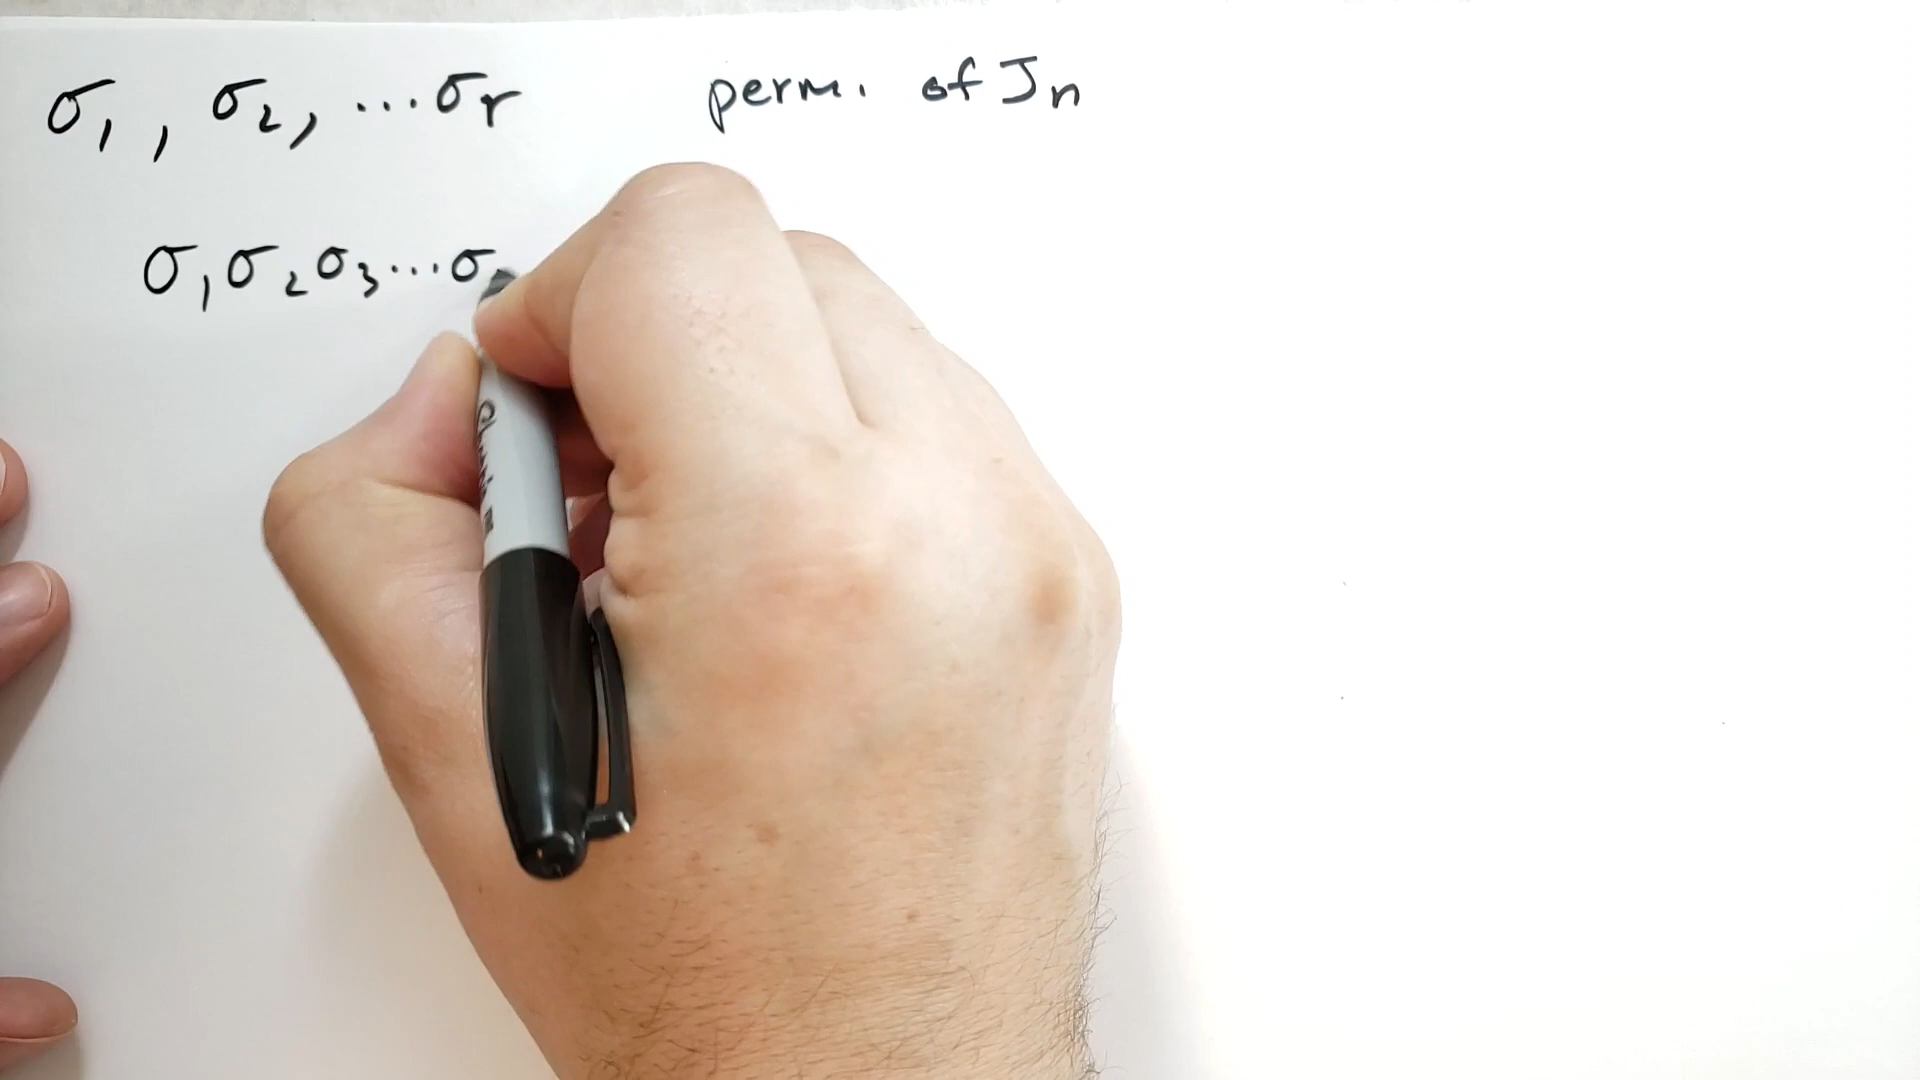 σ₁, σ₂, ...σᵣ perm. of Jₙ
σ₁σ₂σ₃...σ